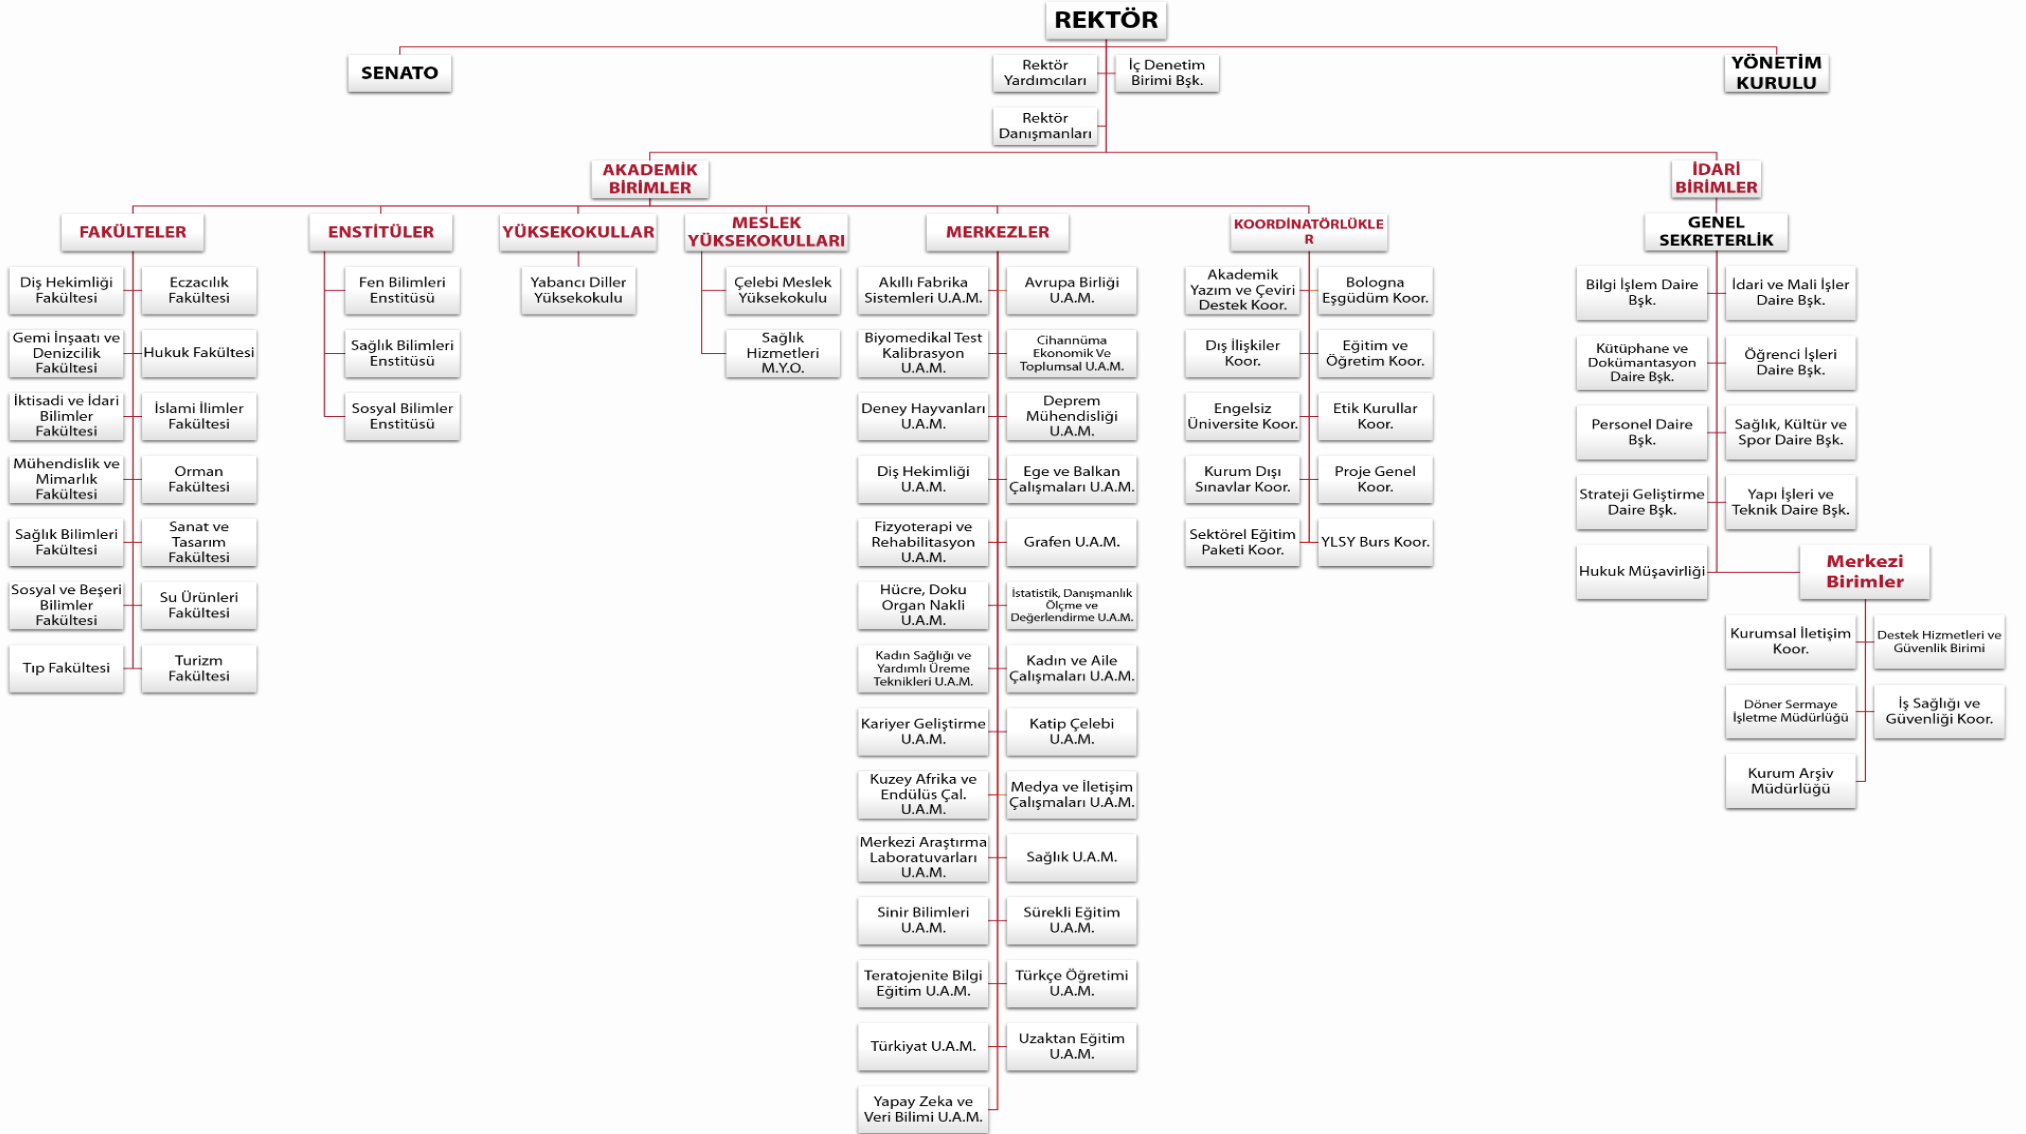 REKTÖR
SENATO
Rektör
Yardımcıları
İç Denetim
Birimi Bşk.
YÖNETİM
KURULU
Rektör
Danışmanları
AKADEMİK
BİRİMLER
İDARİ
BİRİMLER
FAKÜLTELER
ENSTİTÜLER
YÜKSEKOKULLAR
MESLEK
YÜKSEKOKULLARI
MERKEZLER
KOORDİNATÖRLÜKLE
R
GENEL
SEKRETERLİK
Diş Hekimliği
Fakültesi
Eczacılık
Fakültesi
Gemi İnşaatı ve
Denizcilik
Fakültesi
Hukuk Fakültesi
İktisadi ve İdari
Bilimler
Fakültesi
İslami İlimler
Fakültesi
Mühendislik ve
Mimarlık
Fakültesi
Orman
Fakültesi
Sağlık Bilimleri
Fakültesi
Sanat ve
Tasarım
Fakültesi
Sosyal ve Beşeri
Bilimler
Fakültesi
Su Ürünleri
Fakültesi
Tıp Fakültesi
Turizm
Fakültesi
Fen Bilimleri
Enstitüsü
Sağlık Bilimleri
Enstitüsü
Sosyal Bilimler
Enstitüsü
Yabancı Diller
Yüksekokulu
Çelebi Meslek
Yüksekokulu
Sağlık
Hizmetleri
M.Y.O.
Akıllı Fabrika
Sistemleri U.A.M.
Avrupa Birliği
U.A.M.
Biyomedikal Test
Kalibrasyon
U.A.M.
Cihannüma
Ekonomik Ve
Toplumsal U.A.M.
Deney Hayvanları
U.A.M.
Deprem
Mühendisliği
U.A.M.
Diş Hekimliği
U.A.M.
Ege ve Balkan
Çalışmaları U.A.M.
Fizyoterapi ve
Rehabilitasyon
U.A.M.
Grafen U.A.M.
Hücre, Doku
Organ Nakli
U.A.M.
İstatistik, Danışmanlık
Ölçme ve
Değerlendirme U.A.M.
Kadın Sağlığı ve
Yardımlı Üreme
Teknikleri U.A.M.
Kadın ve Aile
Çalışmaları U.A.M.
Kariyer Geliştirme
U.A.M.
Katip Çelebi
U.A.M.
Kuzey Afrika ve
Endülüs Çal.
U.A.M.
Medya ve İletişim
Çalışmaları U.A.M.
Merkezi Araştırma
Laboratuvarları
U.A.M.
Sağlık U.A.M.
Sinir Bilimleri
U.A.M.
Sürekli Eğitim
U.A.M.
Teratojenite Bilgi
Eğitim U.A.M.
Türkçe Öğretimi
U.A.M.
Türkiyat U.A.M.
Uzaktan Eğitim
U.A.M.
Yapay Zeka ve
Veri Bilimi U.A.M.
Akademik
Yazım ve Çeviri
Destek Koor.
Bologna
Eşgüdüm Koor.
Dış İlişkiler
Koor.
Eğitim ve
Öğretim Koor.
Engelsiz
Üniversite Koor.
Etik Kurullar
Koor.
Kurum Dışı
Sınavlar Koor.
Proje Genel
Koor.
Sektörel Eğitim
Paketi Koor.
YLSY Burs Koor.
Bilgi İşlem Daire
Bşk.
İdari ve Mali İşler
Daire Bşk.
Kütüphane ve
Dokümantasyon
Daire Bşk.
Öğrenci İşleri
Daire Bşk.
Personel Daire
Bşk.
Sağlık, Kültür ve
Spor Daire Bşk.
Strateji Geliştirme
Daire Bşk.
Yapı İşleri ve
Teknik Daire Bşk.
Hukuk Müşavirliği
Merkezi
Birimler
Kurumsal İletişim
Koor.
Destek Hizmetleri ve
Güvenlik Birimi
Döner Sermaye
İşletme Müdürlüğü
İş Sağlığı ve
Güvenliği Koor.
Kurum Arşiv
Müdürlüğü